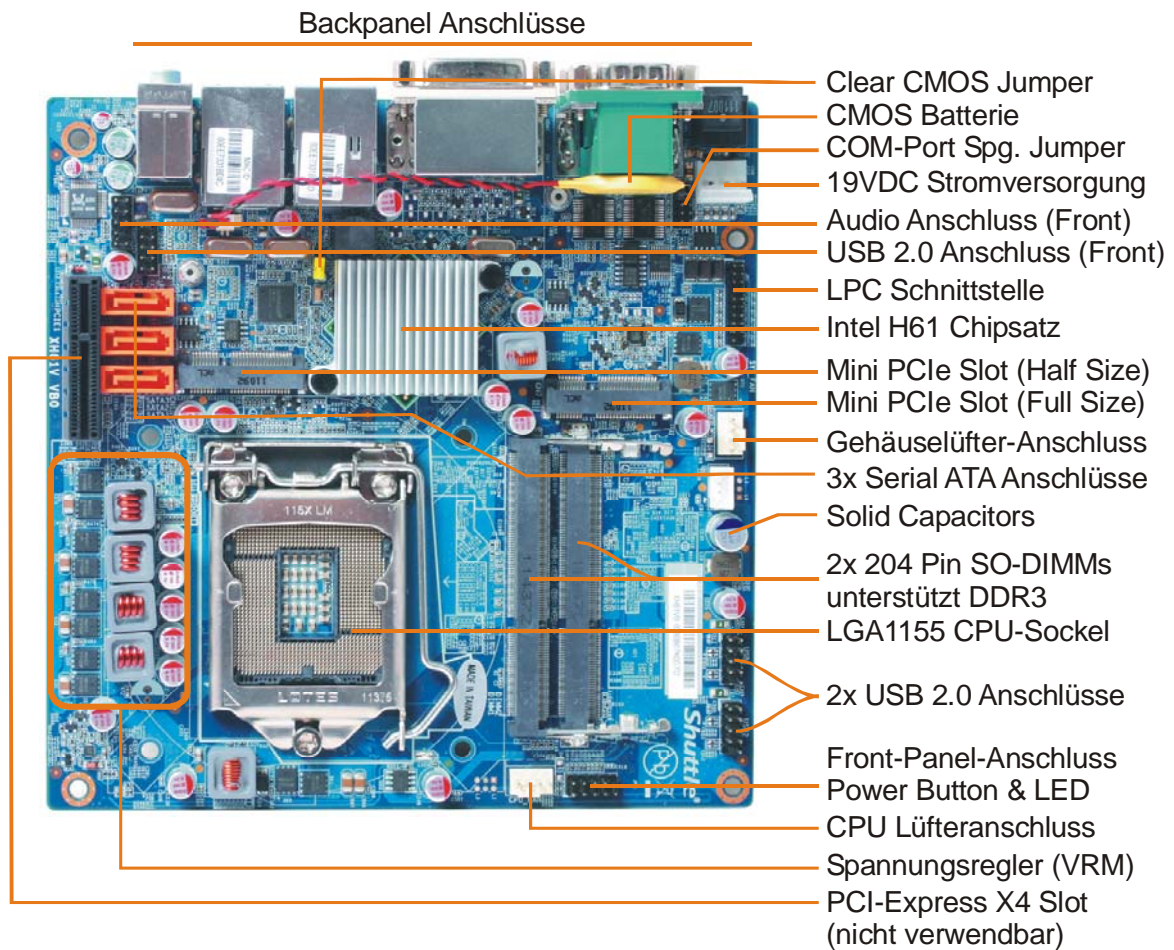 Backpanel Anschlüsse
Clear CMOS Jumper
CMOS Batterie
COM-Port Spg. Jumper
19VDC Stromversorgung
Audio Anschluss (Front)
USB 2.0 Anschluss (Front)
LPC Schnittstelle
Intel H61 Chipsatz
Mini PCIe Slot (Half Size)
Mini PCIe Slot (Full Size)
Gehäuselüfter-Anschluss
3x Serial ATA Anschlüsse
Solid Capacitors
2x 204 Pin SO-DIMMs
unterstützt DDR3
LGA1155 CPU-Sockel
2x USB 2.0 Anschlüsse
Front-Panel-Anschluss
Power Button & LED
CPU Lüfteranschluss
Spannungsregler (VRM)
PCI-Express X4 Slot
(nicht verwendbar)
115X LM
LOTES
11375
MADE IN TAIWAN
Shuttle
11092